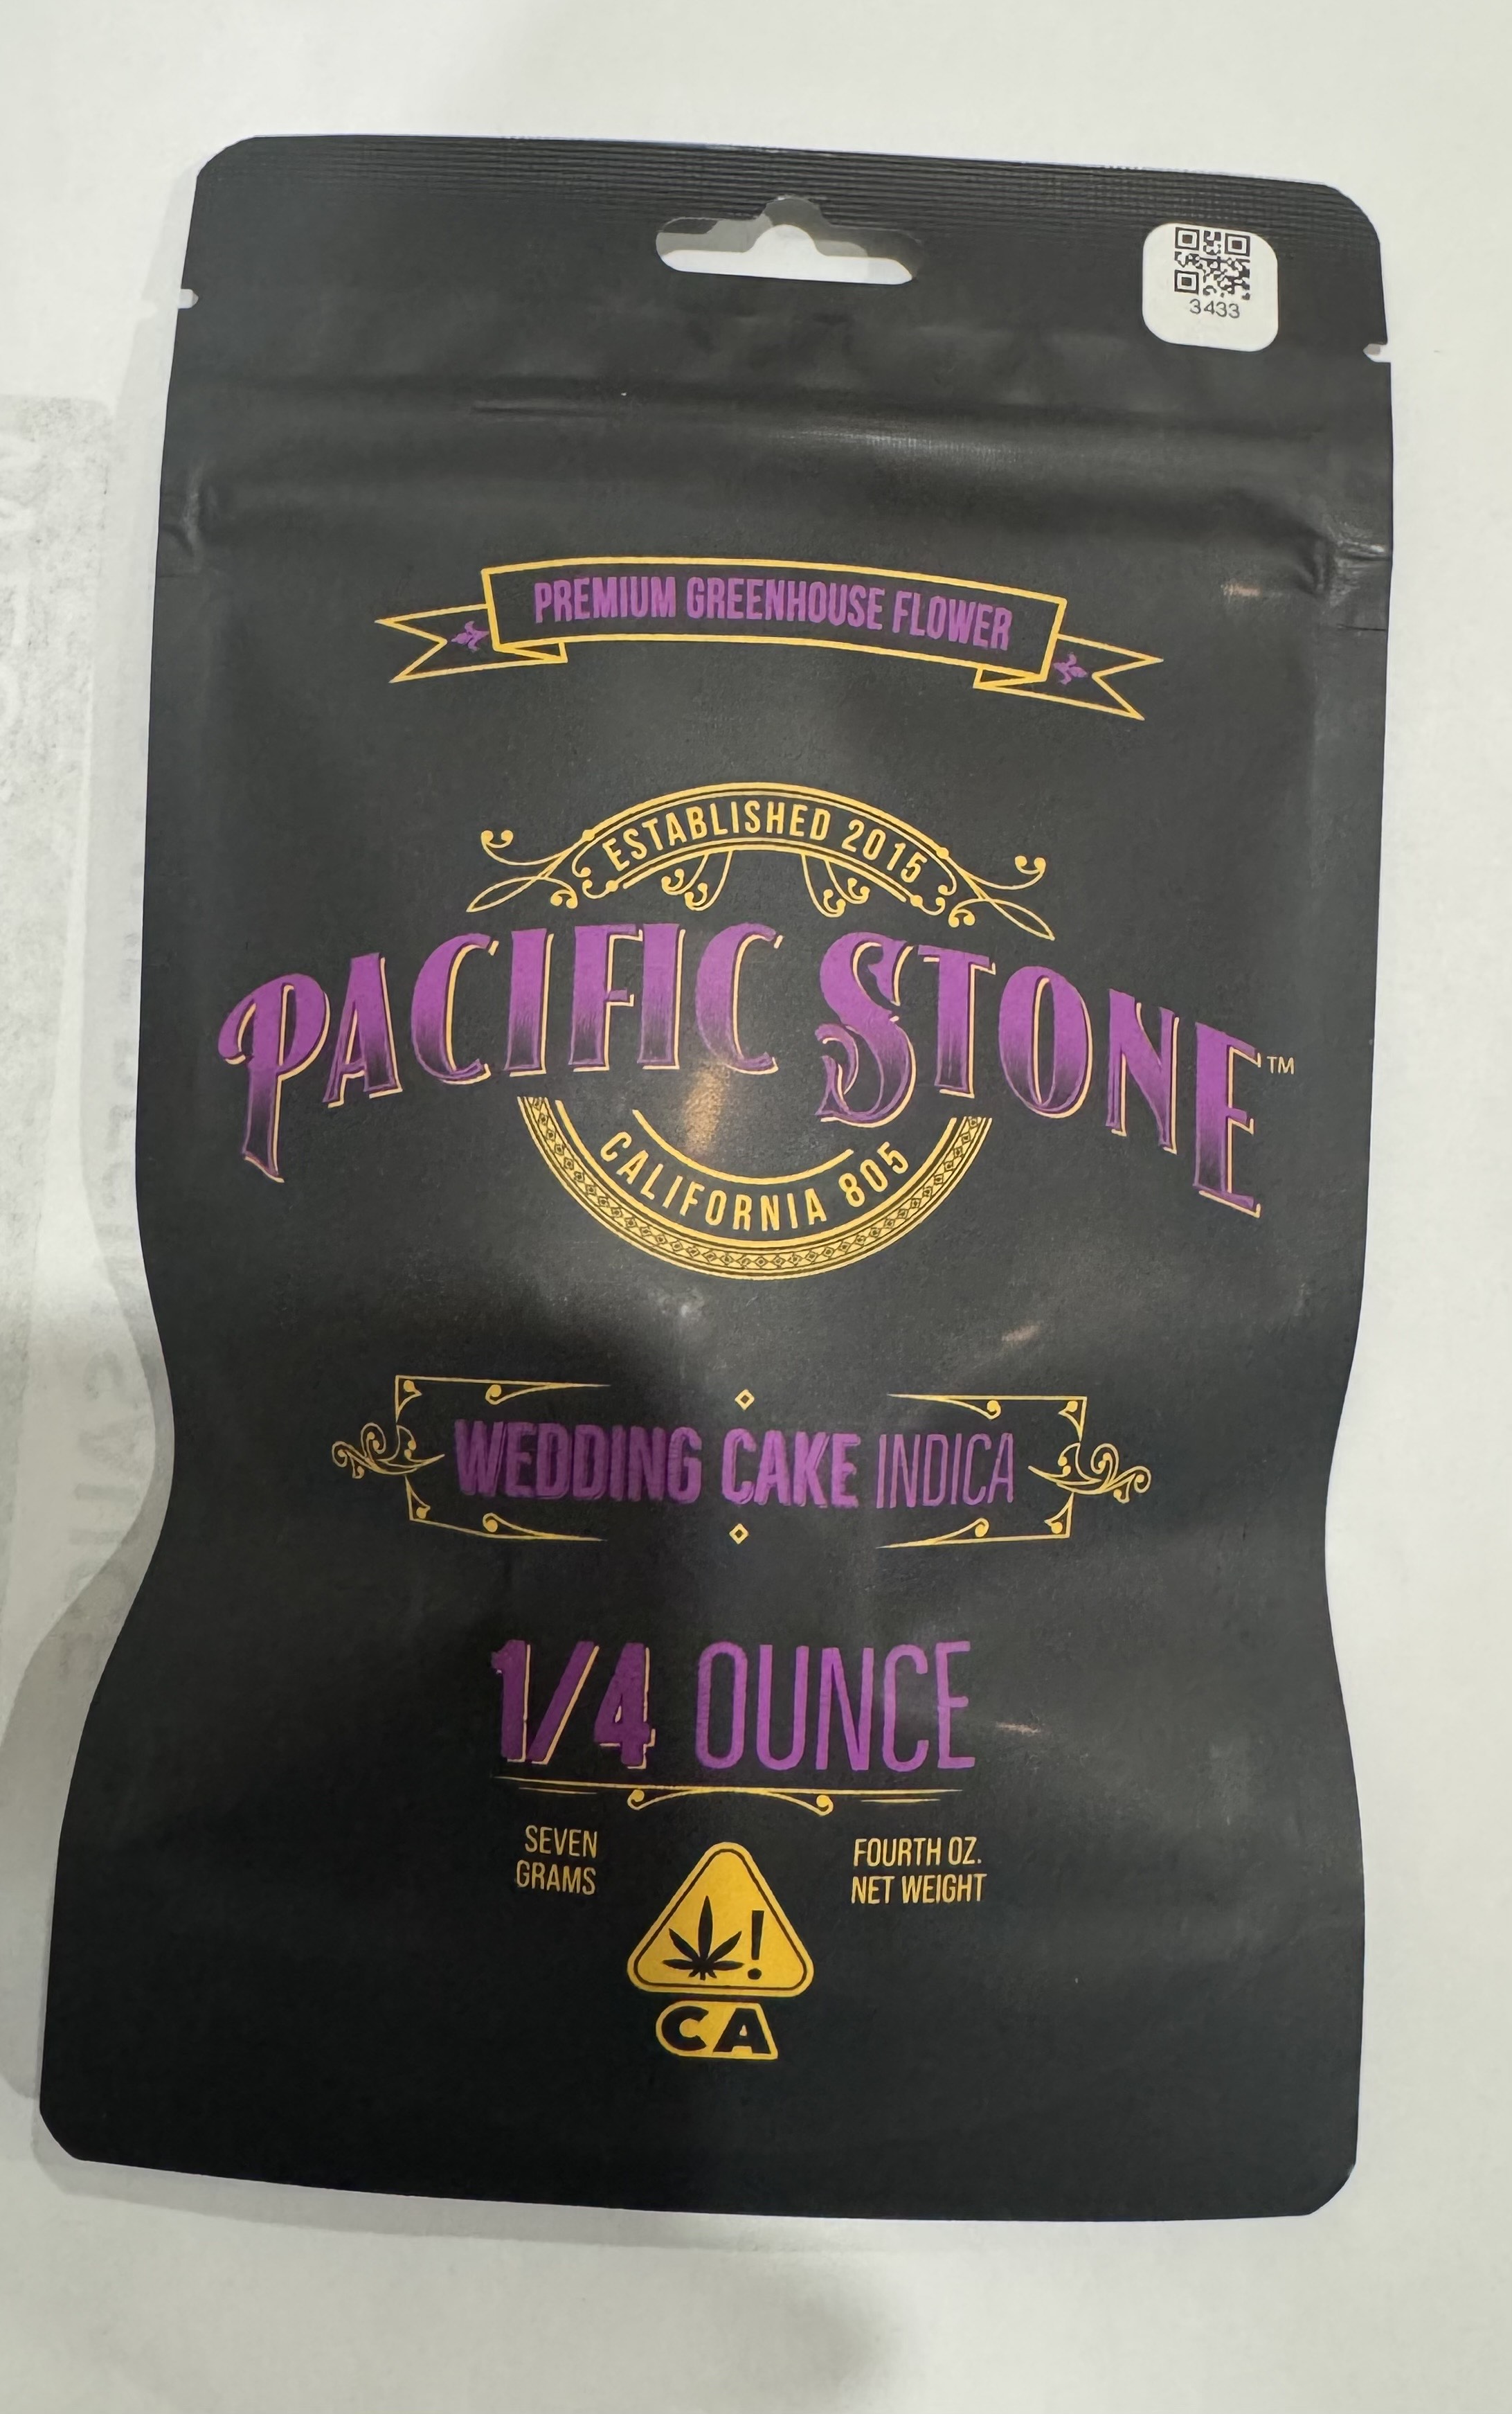 3433
PREMIUM GREENHOUSE FLOWER
ESTABLISHED 2015
PACIFIC STONE™
CALIFORNIA 805
WEDDING CAKE INDICA
1/4 OUNCE
SEVEN
GRAMS
FOURTH OZ.
NET WEIGHT
CA